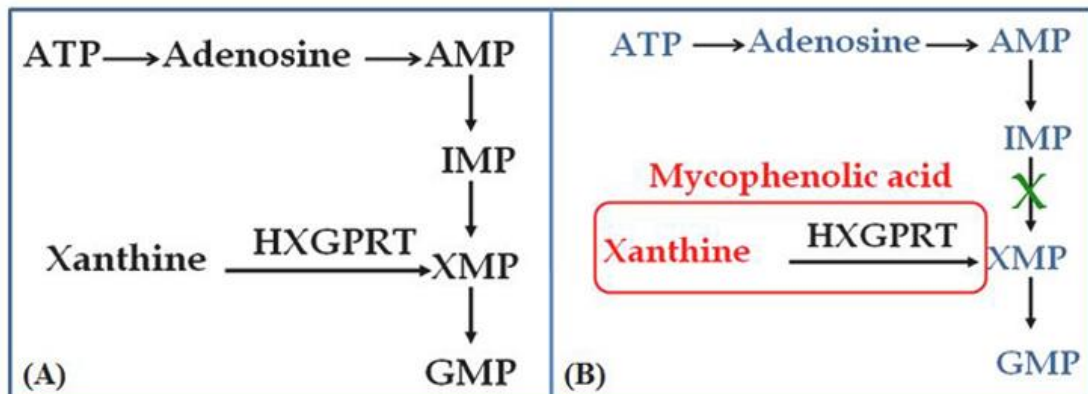 ATP → Adenosine → AMP
IMP
HXGPRT
Xanthine XMP
GMP
(A)
ATP → Adenosine → AMP
IMP
Mycophenolic acid
X
HXGPRT
Xanthine XMP
GMP
(B)